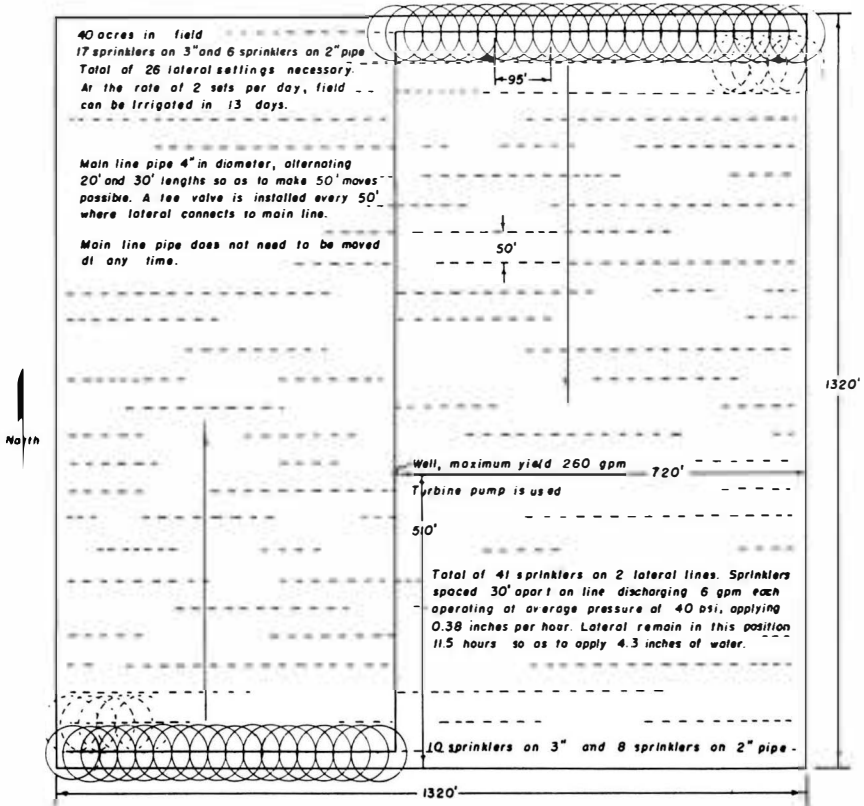 40 acres in field
17 sprinklers on 3" and 6 sprinklers on 2" pipe
Total of 26 lateral settings necessary.
At the rate of 2 sets per day, field
can be Irrigated in 13 days.
95'
Main line pipe 4" in diameter, alternating
20' and 30' lengths so as to make 50' moves
possible. A tee valve is installed every 50'
where lateral connects to main line.
Main line pipe does not need to be moved
at any time.
50'
1320'
North
Well, maximum yield 260 gpm
720'
Turbine pump is used
510'
Total of 41 sprinklers on 2 lateral lines. Sprinklers
spaced 30' apart on line discharging 6 gpm each
operating at average pressure of 40 psi, applying
0.38 inches per hour. Lateral remain in this position
11.5 hours so as to apply 4.3 inches of water.
10 sprinklers on 3" and 8 sprinklers on 2" pipe
1320'